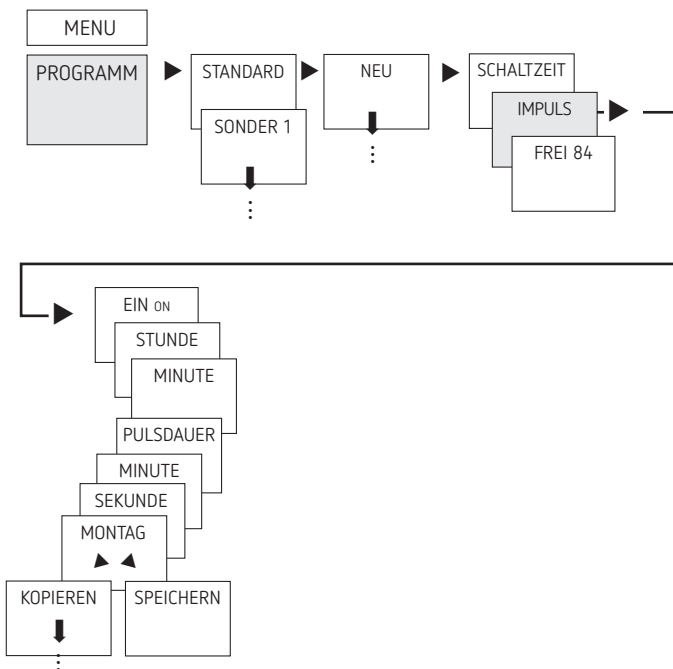 MENU
PROGRAMM
STANDARD
SONDER 1
NEU
SCHALTZEIT
IMPULS
FREI 84
EIN ON
STUNDE
MINUTE
PULSDAUER
MINUTE
SEKUNDE
MONTAG
KOPIEREN
SPEICHERN